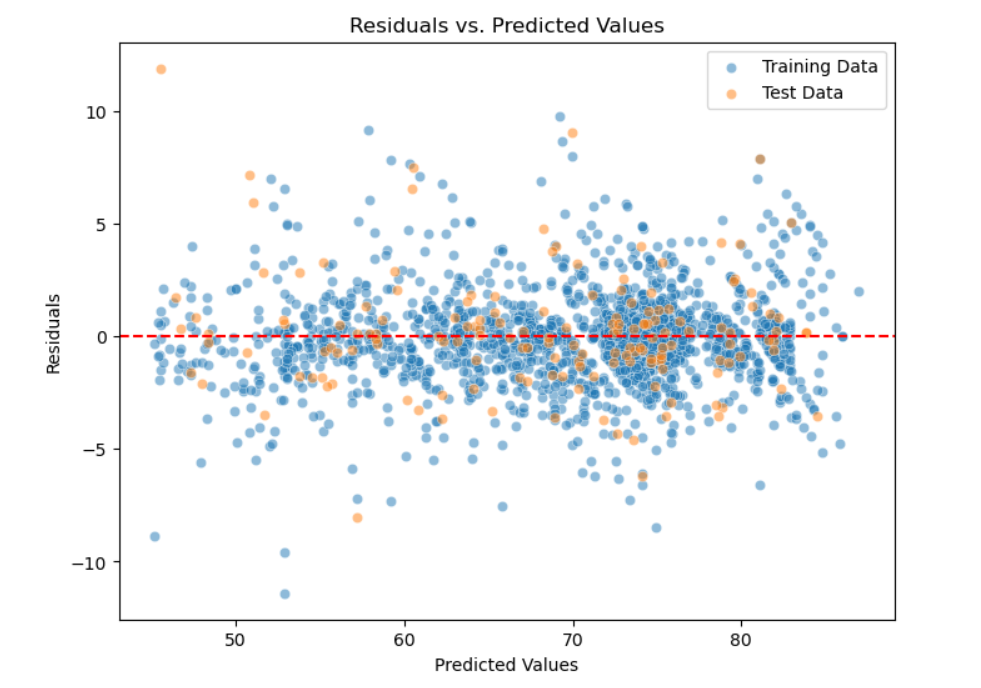 Residuals vs. Predicted Values
Training Data
Test Data
10
5
0
−5
−10
Residuals
50
60
70
80
Predicted Values